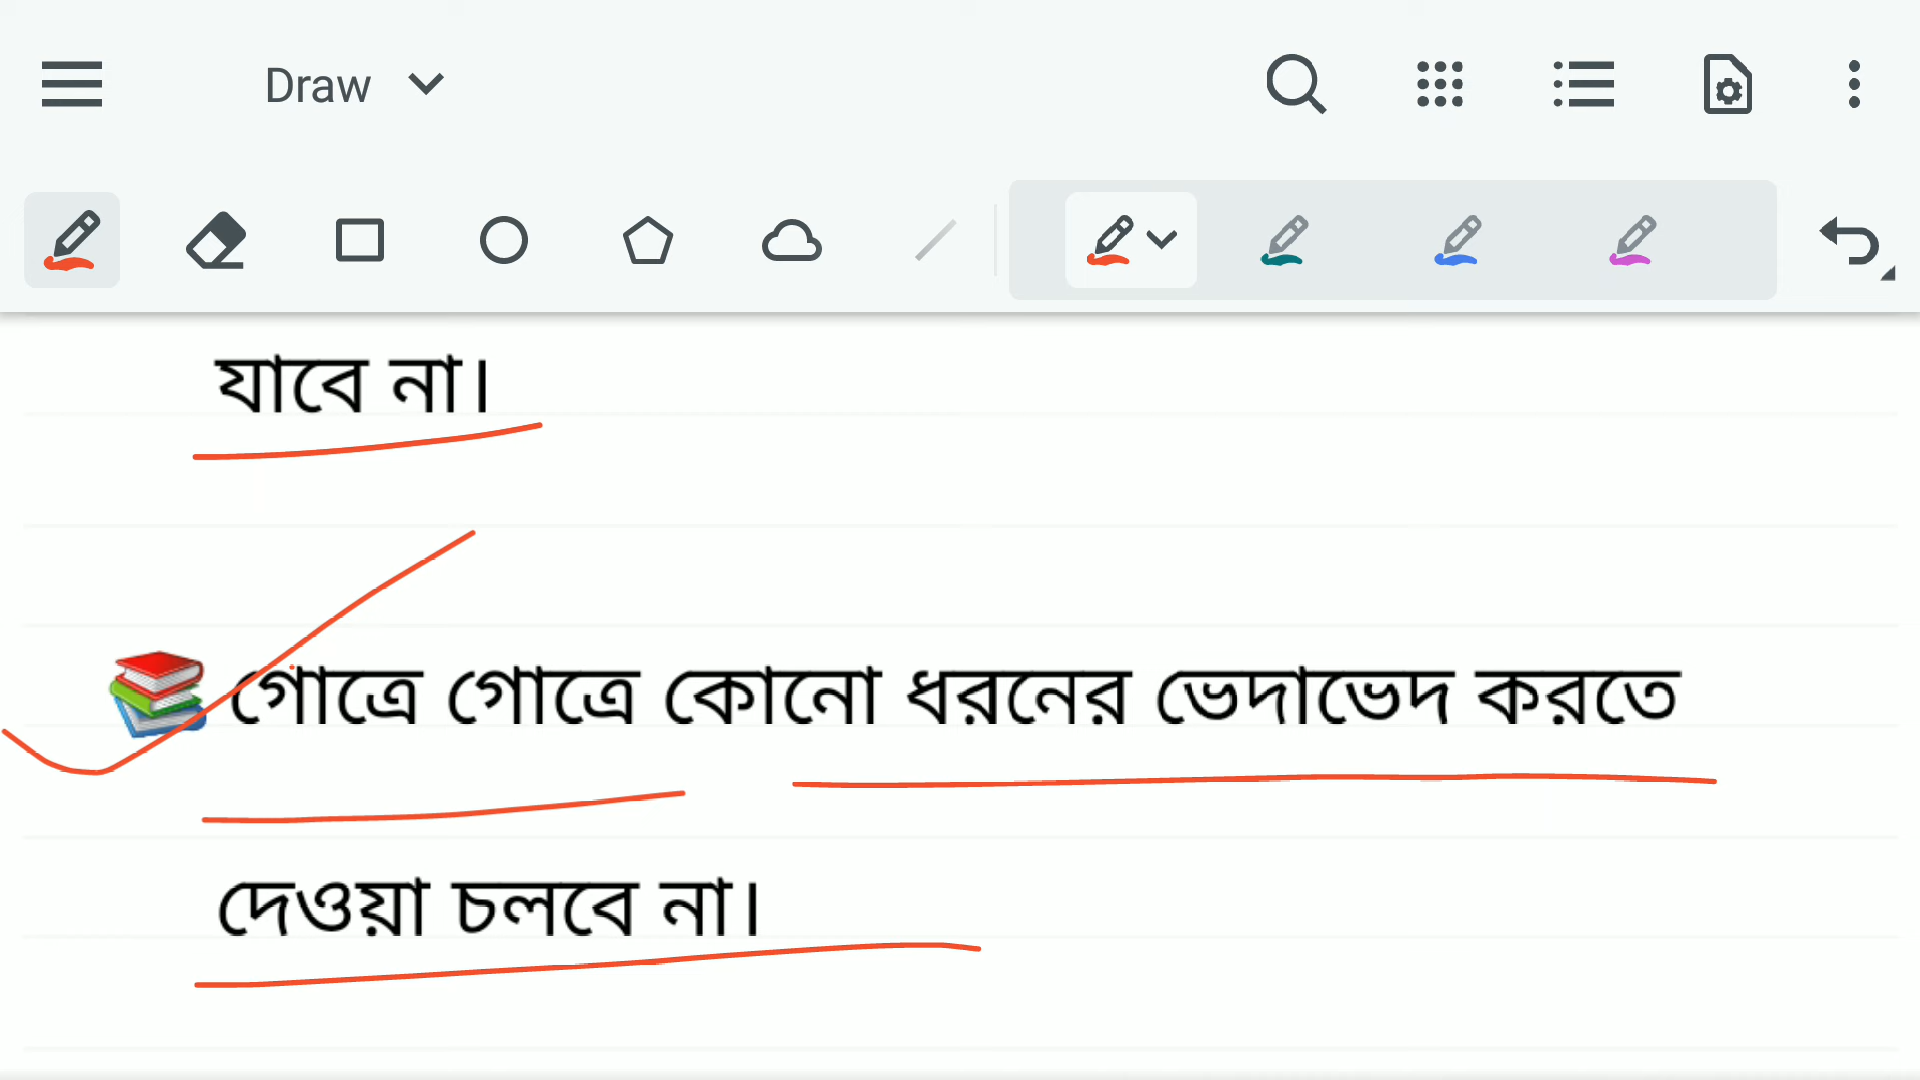 Draw
যাবে না।
📚 গোত্রে গোত্রে কোনো ধরনের ভেদাভেদ করতে
দেওয়া চলবে না।